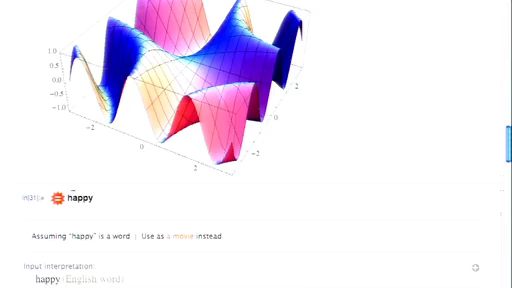 1.0
0.5
0.0
-0.5
-1.0
-2
0
2
-2
0
2
In[31]:=
happy
Assuming "happy" is a word | Use as a movie instead
Input interpretation:
happy (English word)